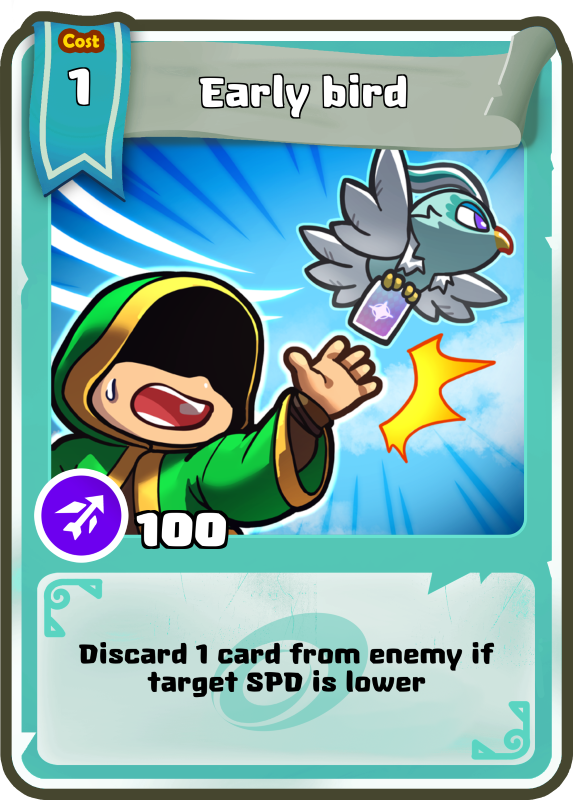 Cost
1
Early bird
100
Discard 1 card from enemy if
target SPD is lower